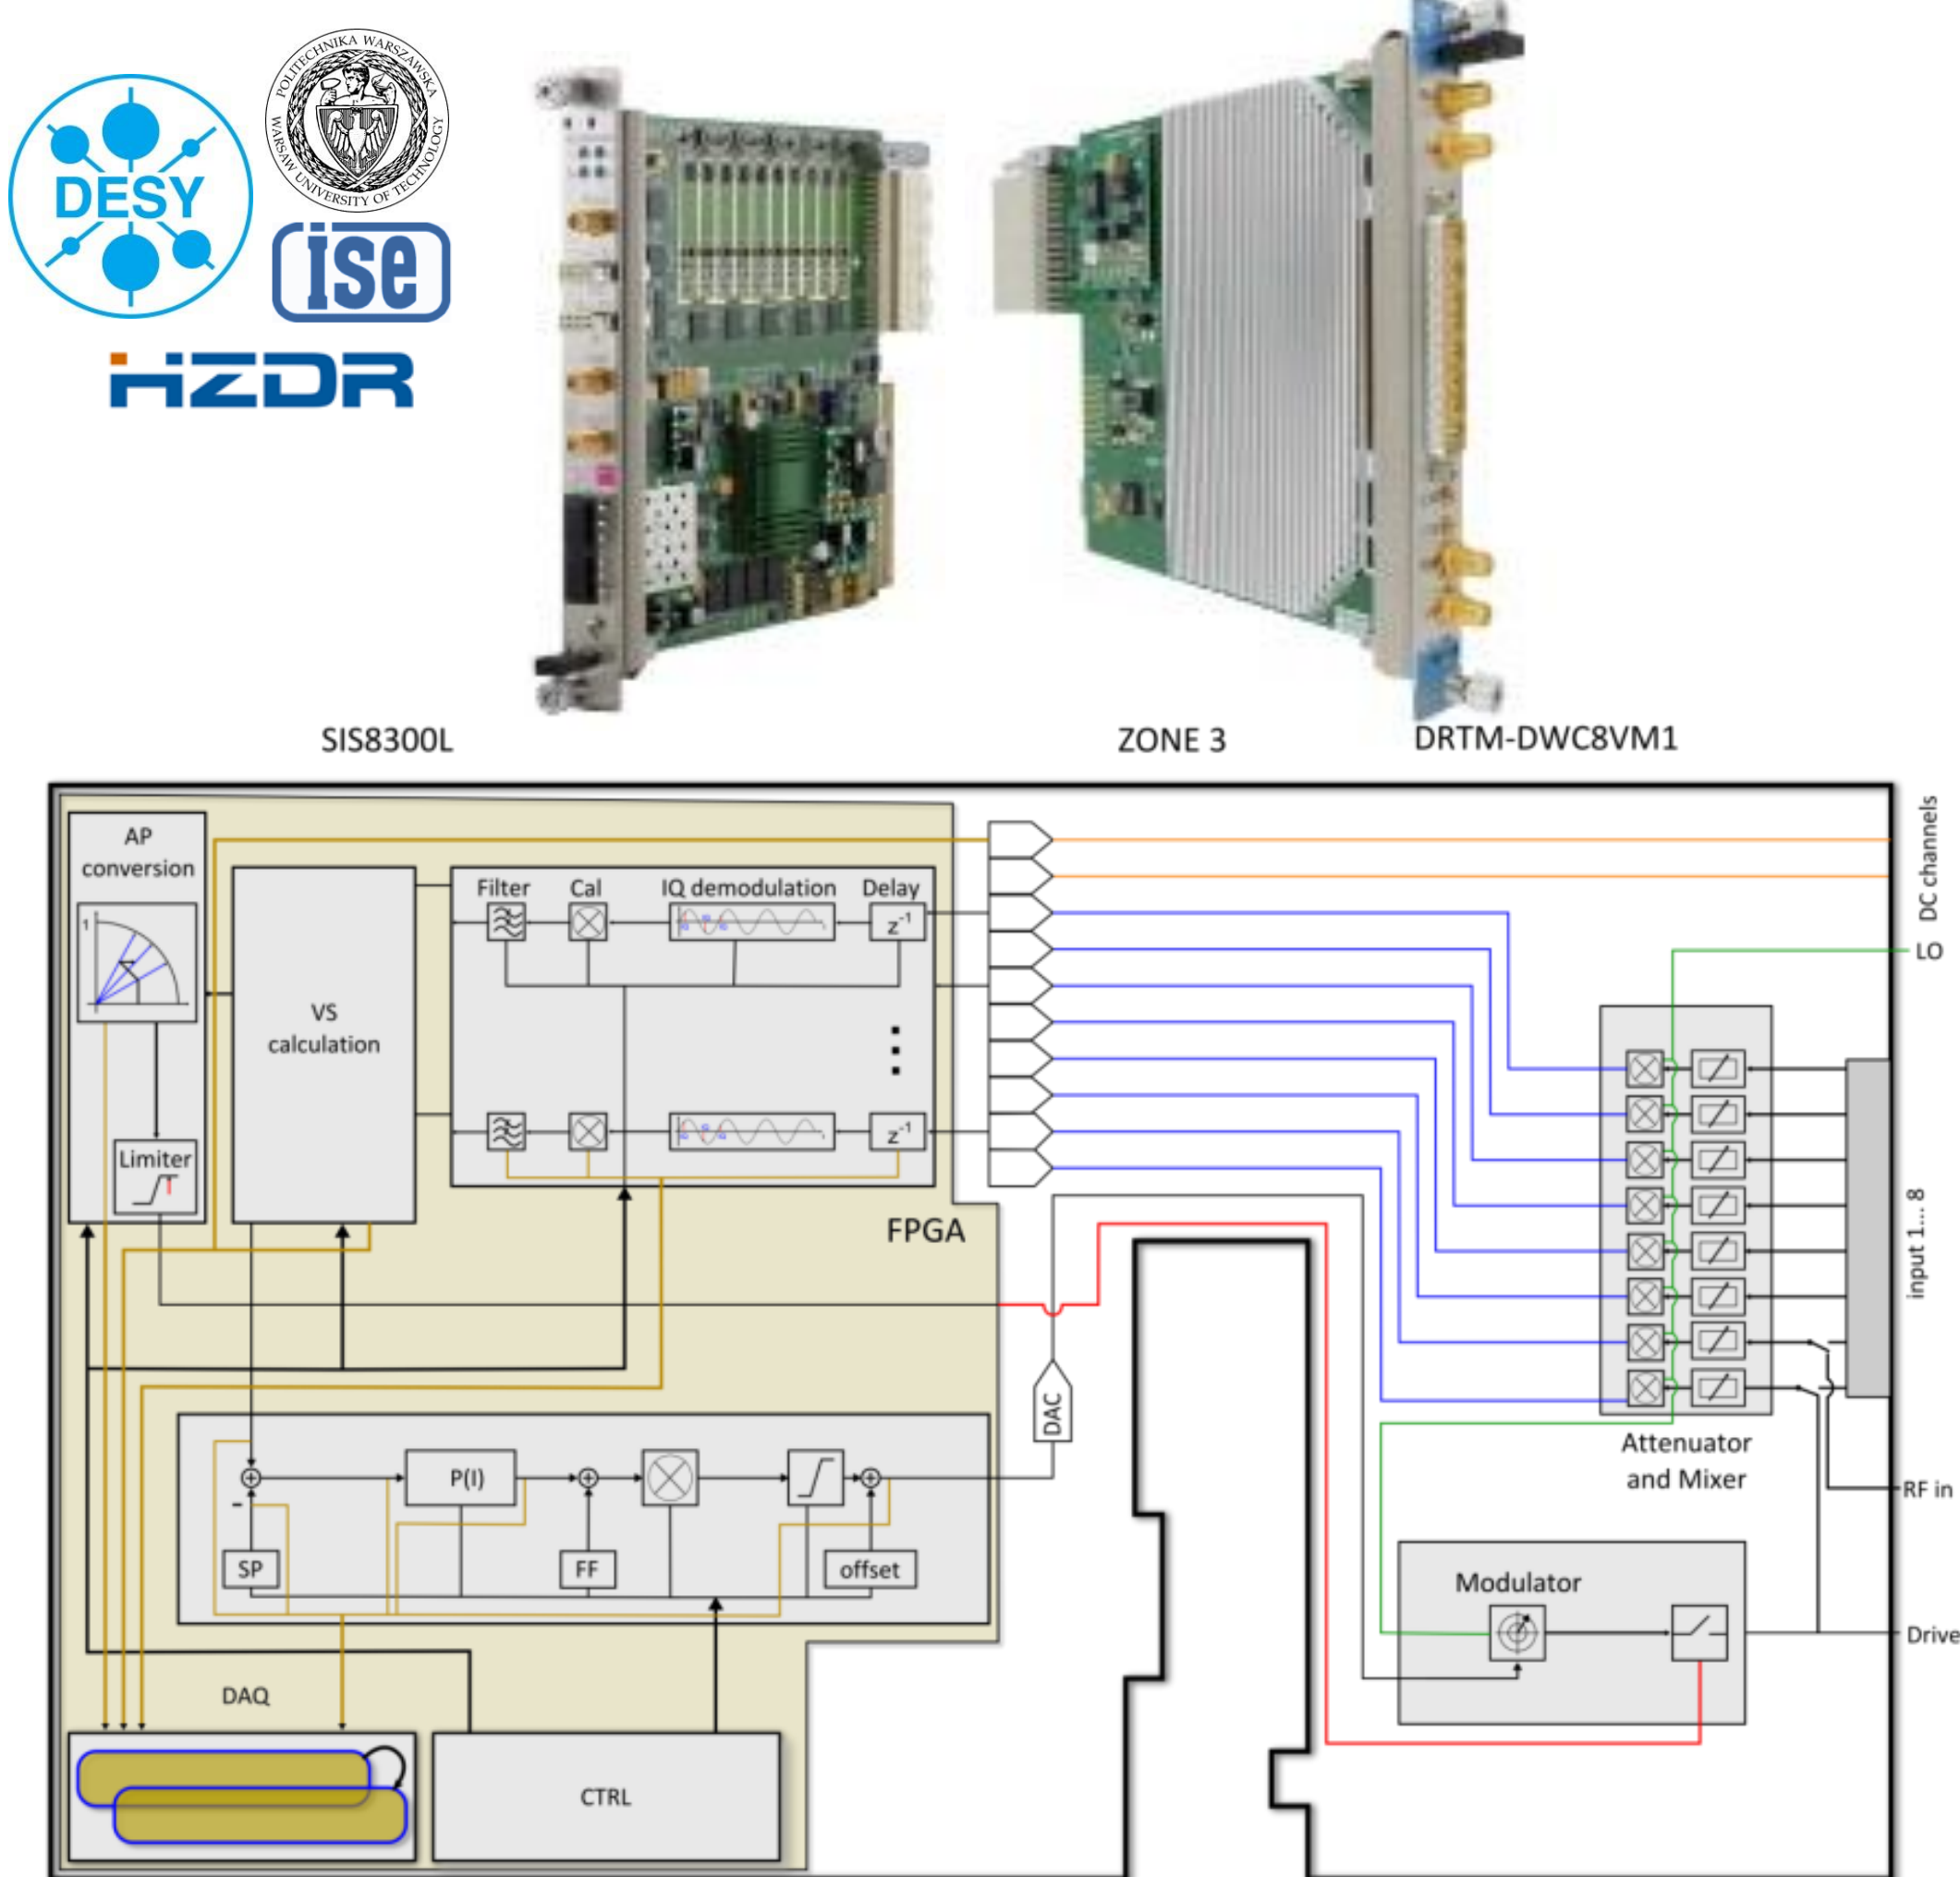 POLITECHNIKA WARSZAWSKA
WARSAW UNIVERSITY OF TECHNOLOGY
DESY
ise
HZDR
SIS8300L
ZONE 3
DRTM-DWC8VM1
AP
conversion
1
Limiter
VS
calculation
Filter
Cal
IQ demodulation
Delay
z⁻¹
z⁻¹
FPGA
DC channels
LO
input 1... 8
Attenuator
and Mixer
RF in
DAC
P(I)
-
SP
FF
offset
Modulator
Drive
DAQ
CTRL